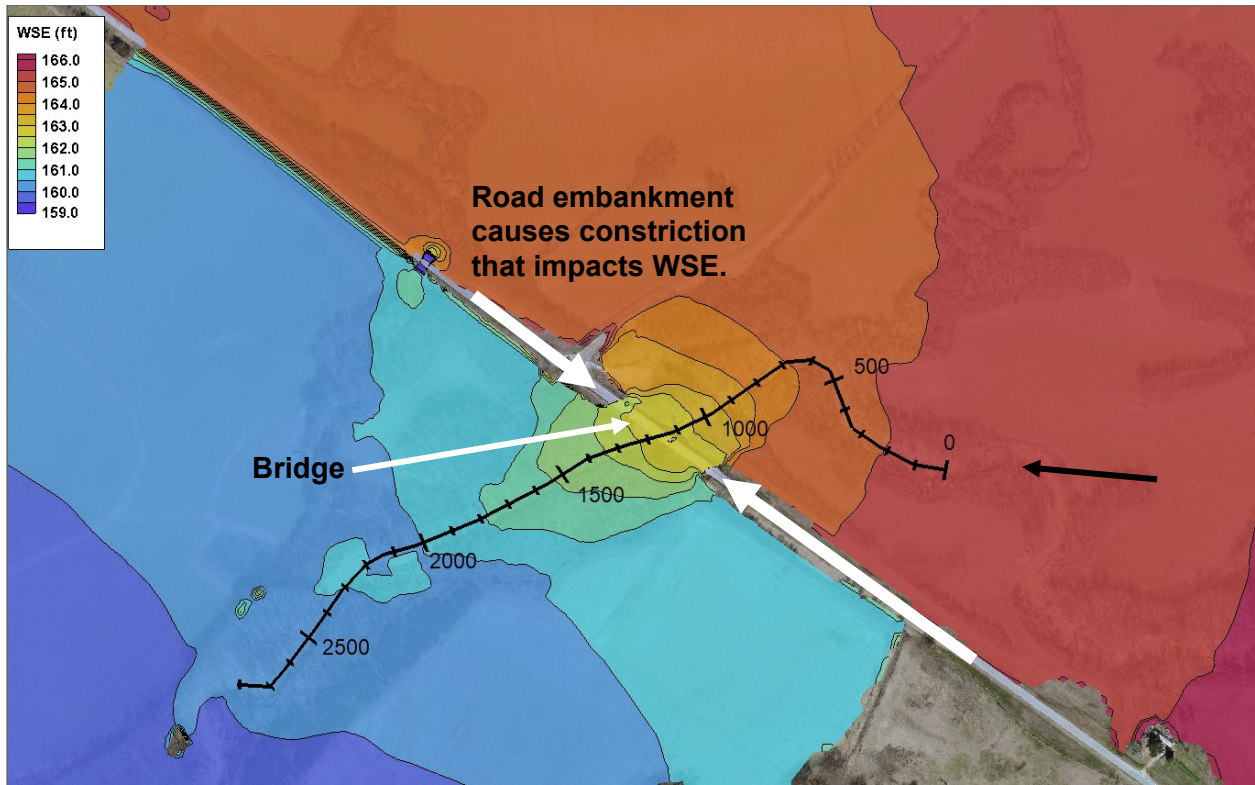 WSE (ft)
166.0
165.0
164.0
163.0
162.0
161.0
160.0
159.0
Road embankment
causes constriction
that impacts WSE.
500
0
1000
Bridge
1500
2000
2500